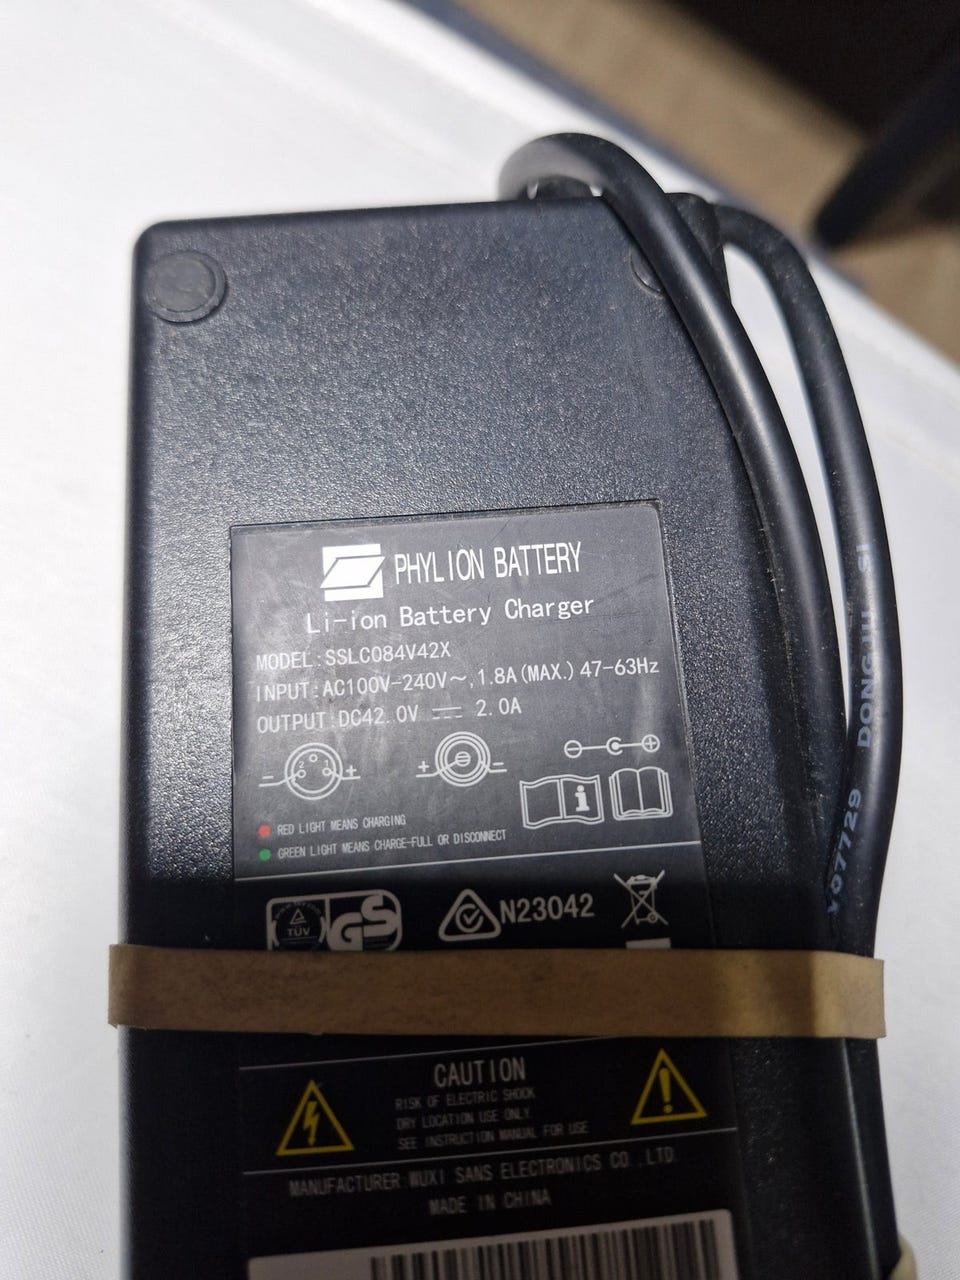 PHYLION BATTERY
Li-ion Battery Charger
MODEL:SSLC084V42X
INPUT:AC100V-240V~,1.8A(MAX.) 47-63Hz
OUTPUT:DC42.0V ⎓ 2.0A
- 2 1 +
+ -
- +
i
RED LIGHT MEANS CHARGING
GREEN LIGHT MEANS CHARGE-FULL OR DISCONNECT
TÜV GS
N23042
CAUTION
RISK OF ELECTRIC SHOCK
DRY LOCATION USE ONLY.
SEE INSTRUCTION MANUAL FOR USE
MANUFACTURER:WUXI SANS ELECTRONICS CO.,LTD.
MADE IN CHINA
DONGJIU